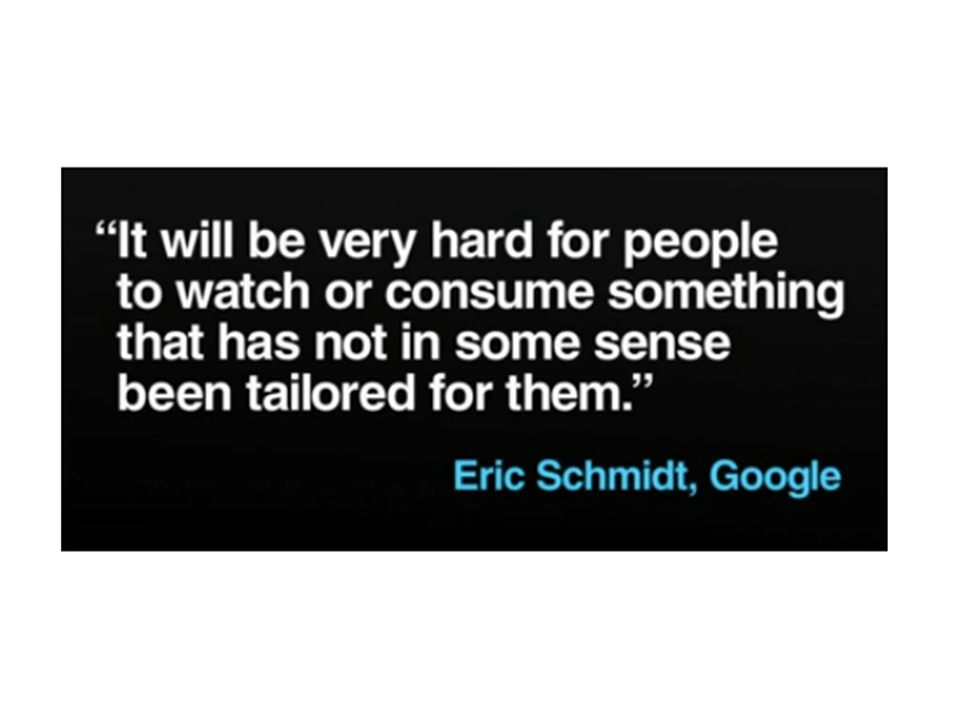 “It will be very hard for people
to watch or consume something
that has not in some sense
been tailored for them.”
Eric Schmidt, Google